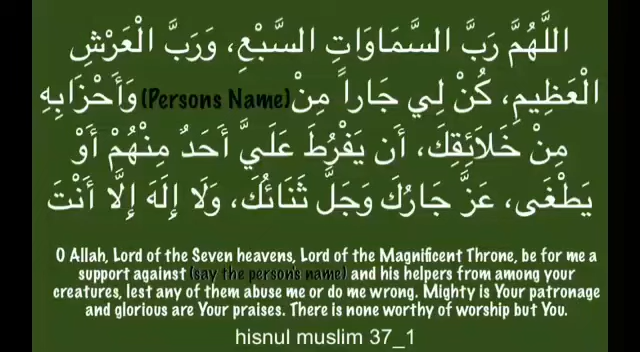 اللَّهُمَّ رَبَّ السَّمَاوَاتِ السَّبْعِ، وَرَبَّ الْعَرْشِ
الْعَظِيمِ، كُنْ لِي جَاراً مِنْ (Persons Name) وَأَحْزَابِهِ
مِنْ خَلَائِقِكَ، أَن يَفْرُطَ عَلَيَّ أَحَدٌ مِنْهُمْ أَوْ
يَطْغَى، عَزَّ جَارُكَ وَجَلَّ ثَنَائُكَ، وَلَا إِلَهَ إِلَّا أَنْتَ
O Allah, Lord of the Seven heavens, Lord of the Magnificent Throne, be for me a
support against (say the person's name) and his helpers from among your
creatures, lest any of them abuse me or do me wrong. Mighty is Your patronage
and glorious are Your praises. There is none worthy of worship but You.
hisnul muslim 37_1